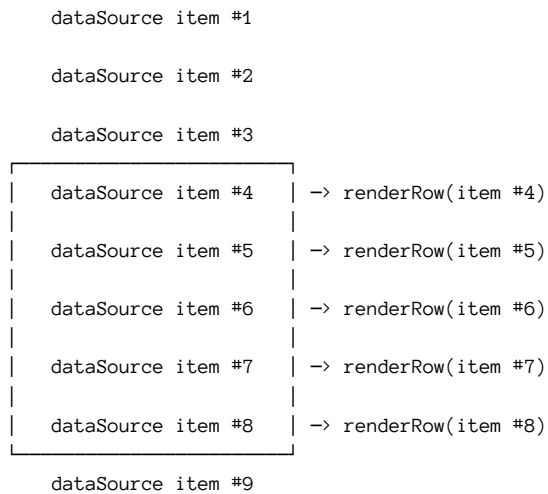 dataSource item #1
dataSource item #2
dataSource item #3
dataSource item #4 —> renderRow(item #4)
dataSource item #5 —> renderRow(item #5)
dataSource item #6 —> renderRow(item #6)
dataSource item #7 —> renderRow(item #7)
dataSource item #8 —> renderRow(item #8)
dataSource item #9